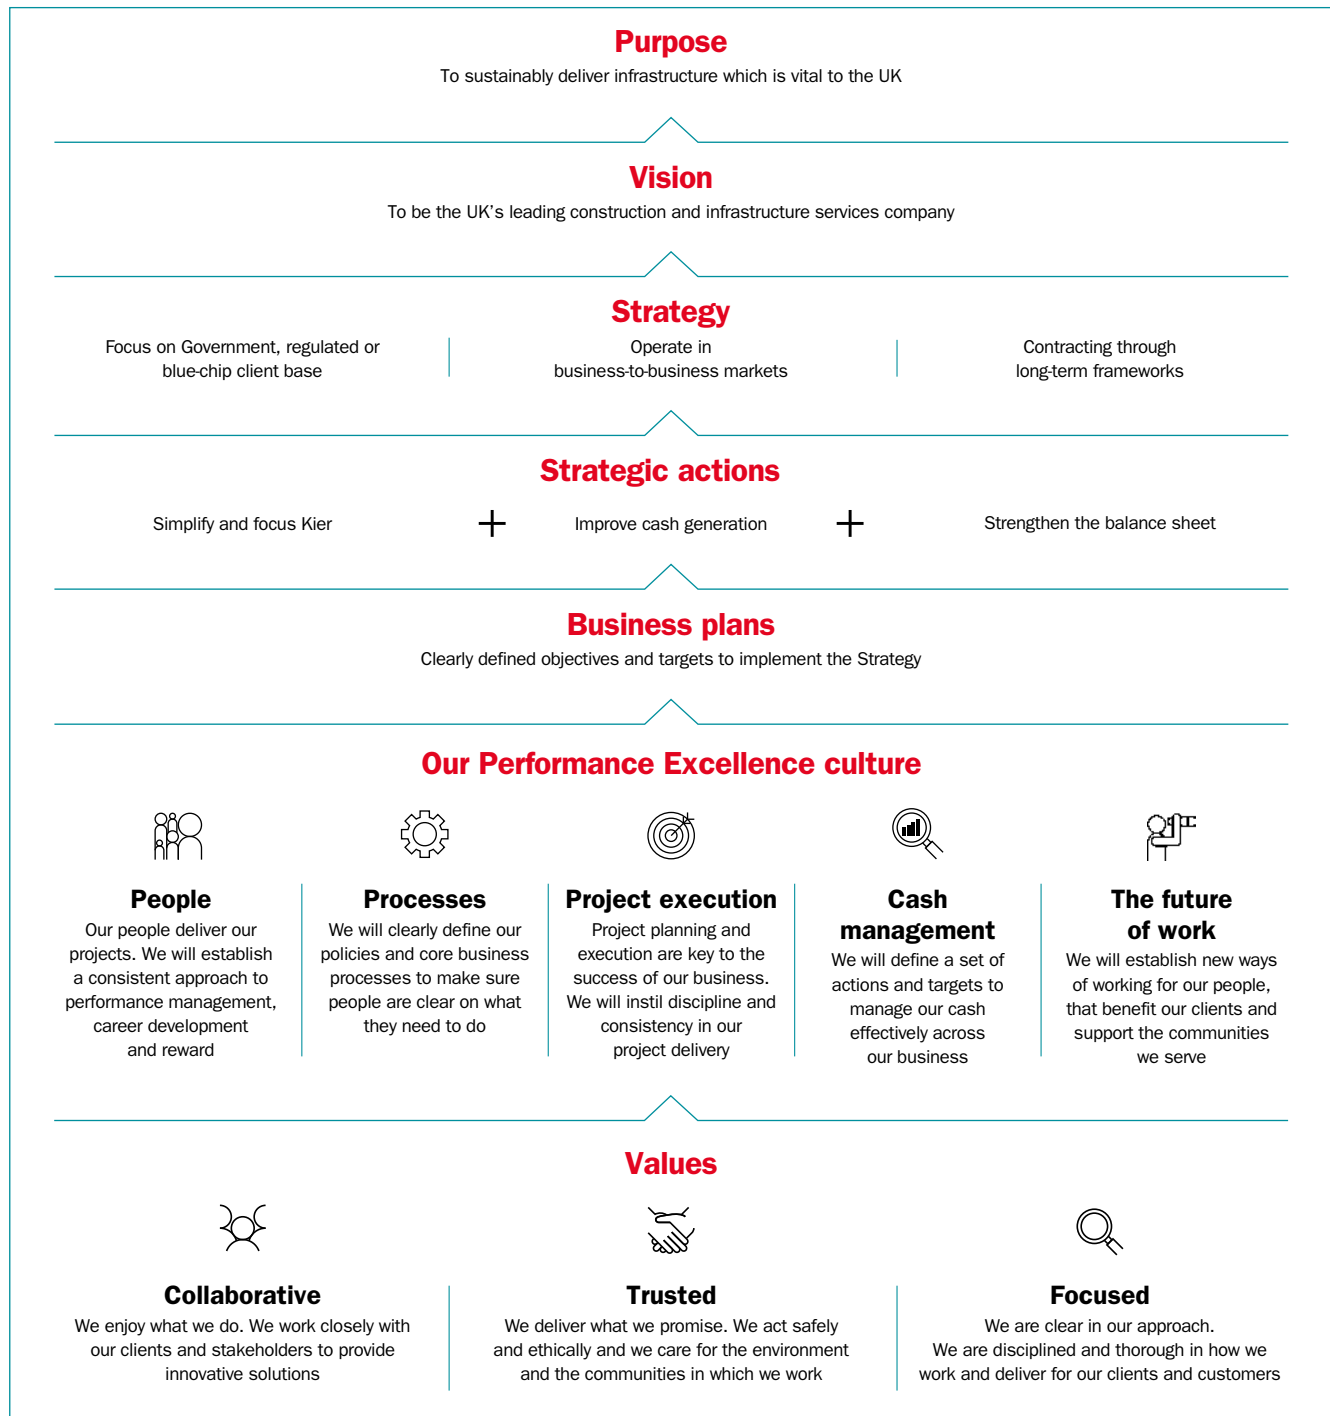 Purpose
To sustainably deliver infrastructure which is vital to the UK
Vision
To be the UK's leading construction and infrastructure services company
Strategy
Focus on Government, regulated or
blue-chip client base
Operate in
business-to-business markets
Contracting through
long-term frameworks
Strategic actions
Simplify and focus Kier
+
Improve cash generation
+
Strengthen the balance sheet
Business plans
Clearly defined objectives and targets to implement the Strategy
Our Performance Excellence culture
People
Our people deliver our
projects. We will establish
a consistent approach to
performance management,
career development
and reward
Processes
We will clearly define our
policies and core business
processes to make sure
people are clear on what
they need to do
Project execution
Project planning and
execution are key to the
success of our business.
We will instil discipline and
consistency in our
project delivery
Cash
management
We will define a set of
actions and targets to
manage our cash
effectively across
our business
The future
of work
We will establish new ways
of working for our people,
that benefit our clients and
support the communities
we serve
Values
Collaborative
We enjoy what we do. We work closely with
our clients and stakeholders to provide
innovative solutions
Trusted
We deliver what we promise. We act safely
and ethically and we care for the environment
and the communities in which we work
Focused
We are clear in our approach.
We are disciplined and thorough in how we
work and deliver for our clients and customers